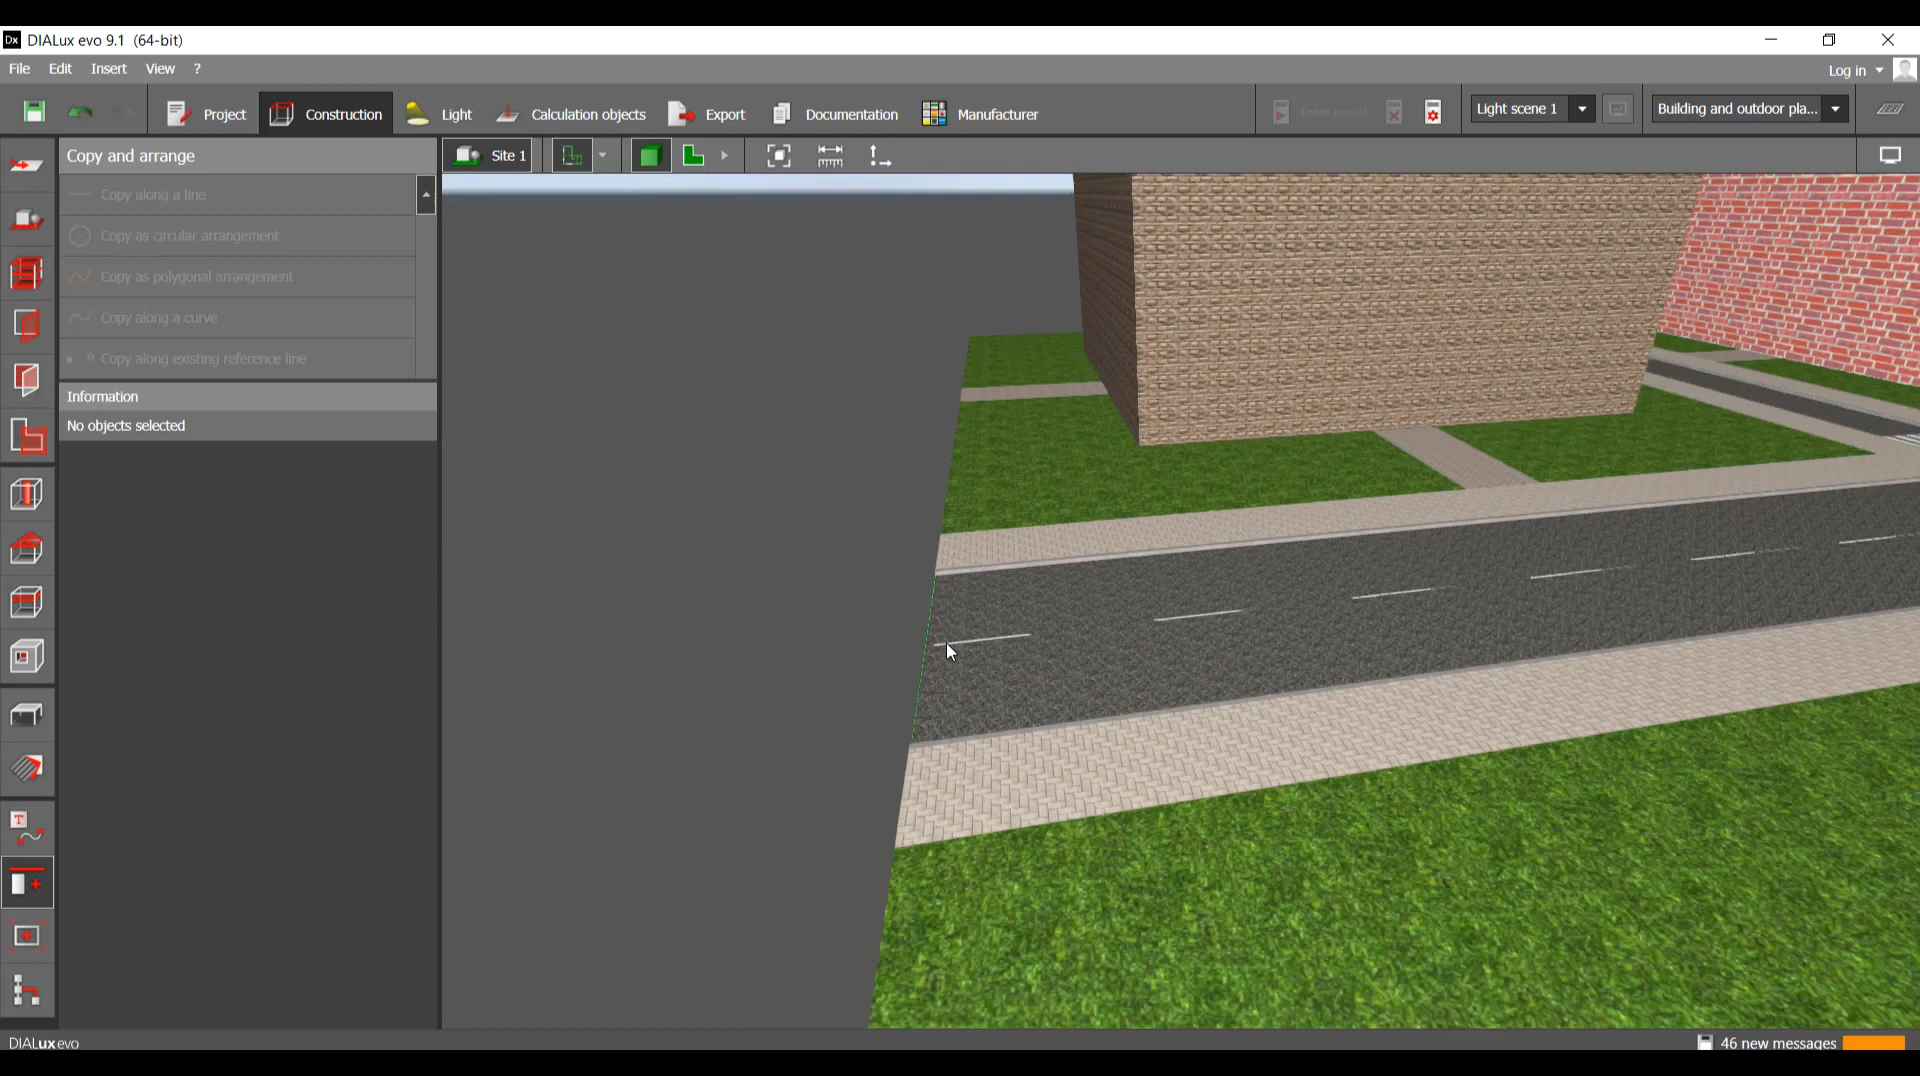 Dx DIALux evo 9.1 (64-bit)
File Edit Insert View ?
Log in
Project Construction Light Calculation objects Export Documentation Manufacturer
Entire project
Light scene 1
Building and outdoor pla...
Copy and arrange
Site 1
Copy along a line
Copy as circular arrangement
Copy as polygonal arrangement
Copy along a curve
Copy along existing reference line
Information
No objects selected
T
DIALux evo
46 new messages